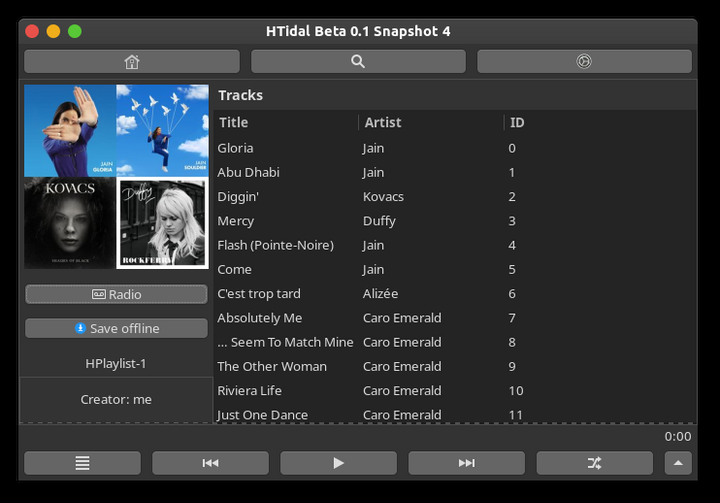 HTidal Beta 0.1 Snapshot 4
JAIN
GLORIA
JAIN
SOULDIER
KOVACS
SHADES OF BLACK
Duffy
ROCKFERRY
Radio
Save offline
HPlaylist-1
Creator: me
Tracks
Title Artist ID
Gloria Jain 0
Abu Dhabi Jain 1
Diggin' Kovacs 2
Mercy Duffy 3
Flash (Pointe-Noire) Jain 4
Come Jain 5
C'est trop tard Alizée 6
Absolutely Me Caro Emerald 7
... Seem To Match Mine Caro Emerald 8
The Other Woman Caro Emerald 9
Riviera Life Caro Emerald 10
Just One Dance Caro Emerald 11
0:00